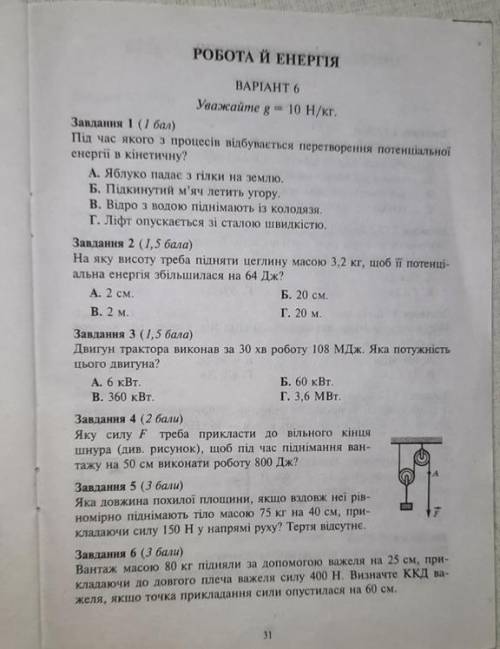 РОБОТА Й ЕНЕРГІЯ
ВАРІАНТ 6
Уважайте g = 10 Н/кг.
Завдання 1 (1 бал)
Під час якого з процесів відбувається перетворення потенціальної
енергії в кінетичну?
А. Яблуко падає з гілки на землю.
Б. Підкинутий м'яч летить угору.
В. Відро з водою піднімають із колодязя.
Г. Ліфт опускається зі сталою швидкістю.
Завдання 2 (1,5 бала)
На яку висоту треба підняти цеглину масою 3,2 кг, щоб її потенці-
альна енергія збільшилася на 64 Дж?
А. 2 см. Б. 20 см.
В. 2 м. Г. 20 м.
Завдання 3 (1,5 бала)
Двигун трактора виконав за 30 хв роботу 108 МДж. Яка потужність
цього двигуна?
А. 6 кВт. Б. 60 кВт.
В. 360 кВт. Г. 3,6 МВт.
Завдання 4 (2 бали)
Яку силу F треба прикласти до вільного кінця
шнура (див. рисунок), щоб під час піднімання ван-
тажу на 50 см виконати роботу 800 Дж?
A
F
Завдання 5 (3 бали)
Яка довжина похилої площини, якщо вздовж неї рів-
номірно піднімають тіло масою 75 кг на 40 см, при-
кладаючи силу 150 Н у напрямі руху? Тертя відсутнє.
Завдання 6 (3 бали)
Вантаж масою 80 кг підняли за допомогою важеля на 25 см, при-
кладаючи до довгого плеча важеля силу 400 Н. Визначте ККД ва-
желя, якщо точка прикладання сили опустилася на 60 см.
31